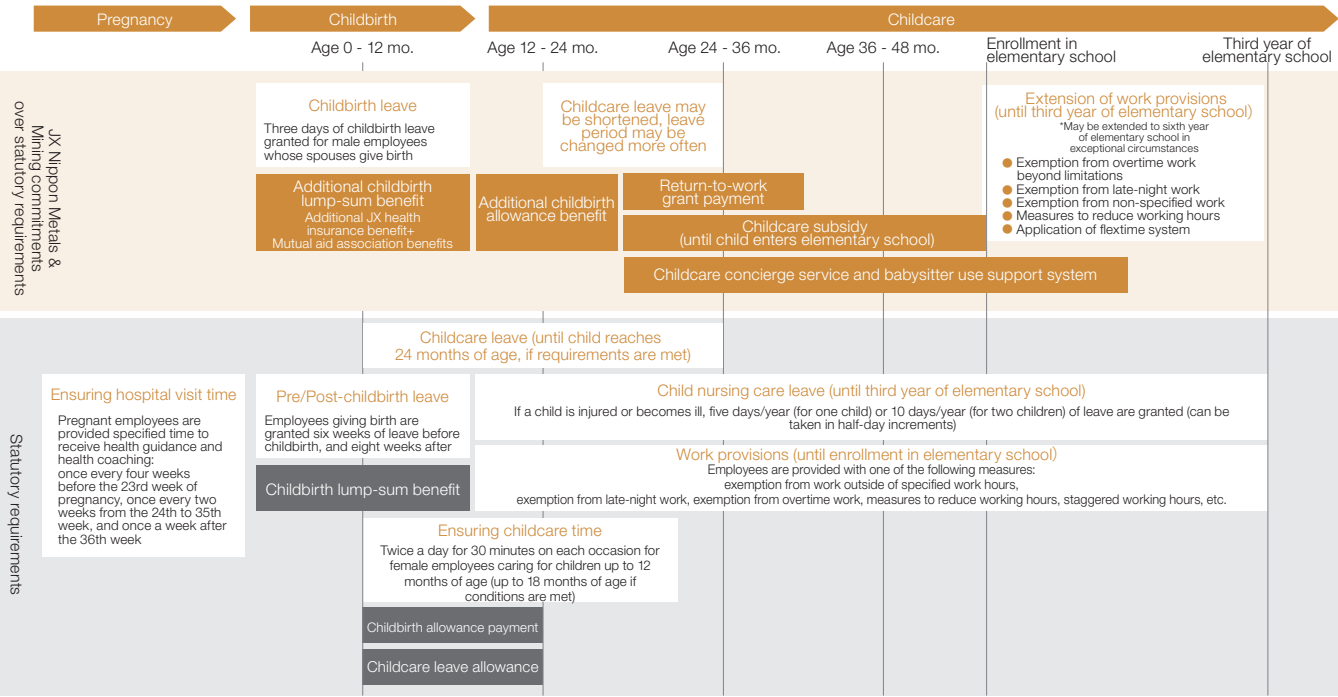 Pregnancy
Childbirth
Childcare
Age 0 - 12 mo.
Age 12 - 24 mo.
Age 24 - 36 mo.
Age 36 - 48 mo.
Enrollment in
elementary school
Third year of
elementary school
JX Nippon Metals &
Mining commitments
over statutory requirements
Childbirth leave
Three days of childbirth leave
granted for male employees
whose spouses give birth
Childcare leave may
be shortened, leave
period may be
changed more often
Extension of work provisions
(until third year of elementary school)
*May be extended to sixth year
of elementary school in
exceptional circumstances
● Exemption from overtime work
beyond limitations
● Exemption from late-night work
● Exemption from non-specified work
● Measures to reduce working hours
● Application of flextime system
Additional childbirth
lump-sum benefit
Additional JX health
insurance benefit+
Mutual aid association benefits
Additional childbirth
allowance benefit
Return-to-work
grant payment
Childcare subsidy
(until child enters elementary school)
Childcare concierge service and babysitter use support system
Statutory requirements
Childcare leave (until child reaches
24 months of age, if requirements are met)
Ensuring hospital visit time
Pregnant employees are
provided specified time to
receive health guidance and
health coaching:
once every four weeks
before the 23rd week of
pregnancy, once every two
weeks from the 24th to 35th
week, and once a week after
the 36th week
Pre/Post-childbirth leave
Employees giving birth are
granted six weeks of leave before
childbirth, and eight weeks after
Childbirth lump-sum benefit
Child nursing care leave (until third year of elementary school)
If a child is injured or becomes ill, five days/year (for one child) or 10 days/year (for two children) of leave are granted (can be
taken in half-day increments)
Work provisions (until enrollment in elementary school)
Employees are provided with one of the following measures:
exemption from work outside of specified work hours,
exemption from late-night work, exemption from overtime work, measures to reduce working hours, staggered working hours, etc.
Ensuring childcare time
Twice a day for 30 minutes on each occasion for
female employees caring for children up to 12
months of age (up to 18 months of age if
conditions are met)
Childbirth allowance payment
Childcare leave allowance